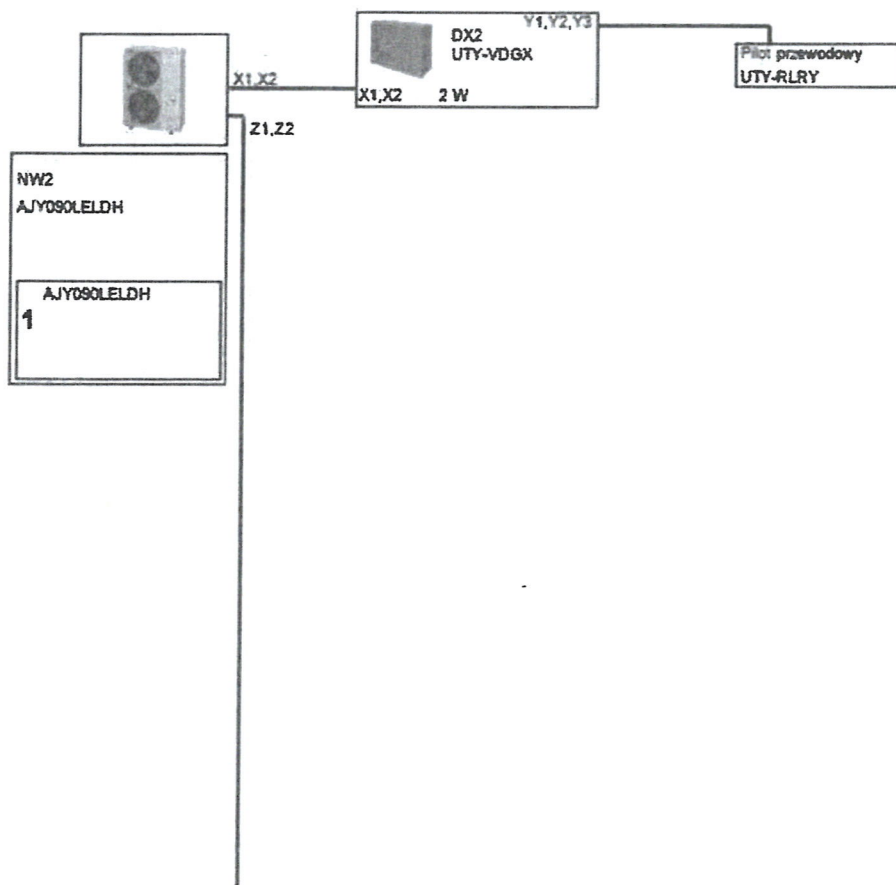 Y1,Y2,Y3
DX2
UTY-VDGX
X1,X2 2 W
Pilot przewodowy
UTY-RLRY
X1,X2
Z1,Z2
NW2
AJY090LELDH
AJY090LELDH
1